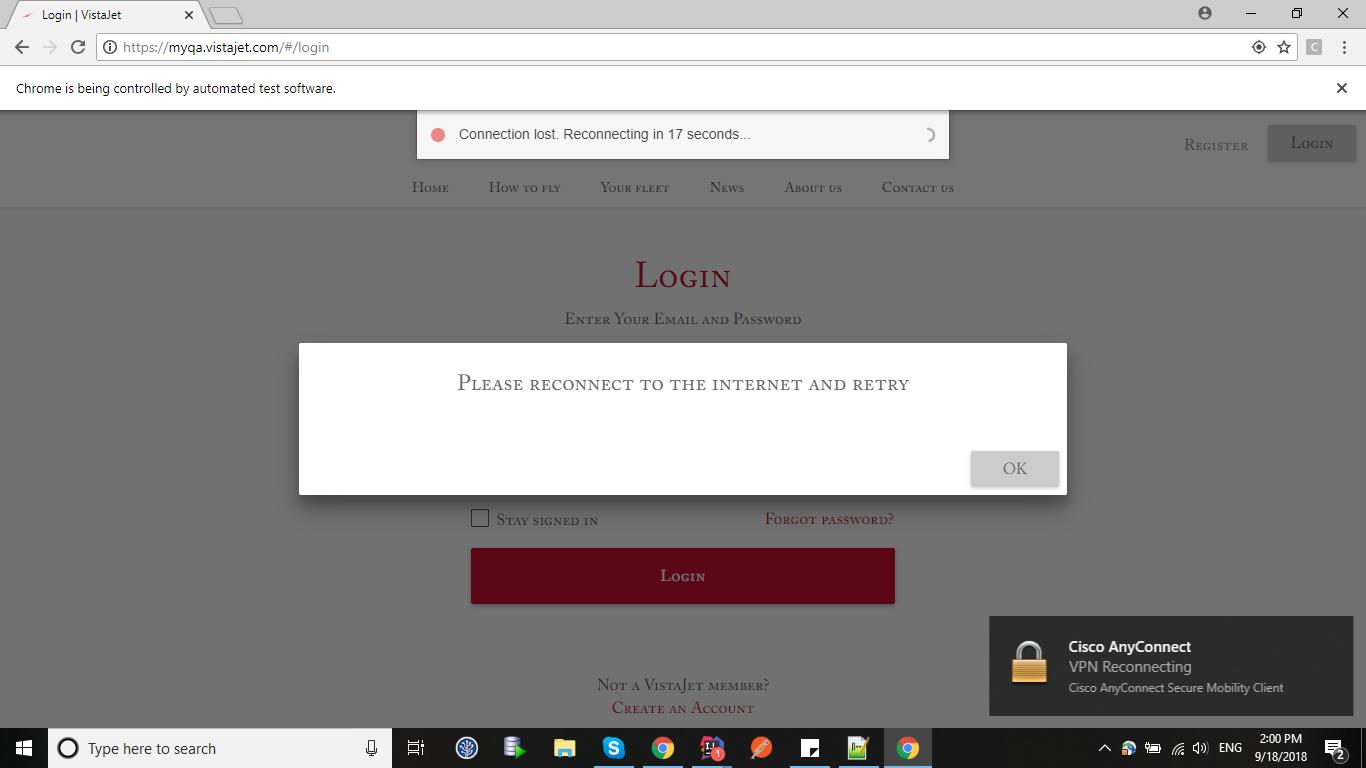 Login | VistaJet
https://myqa.vistajet.com/#/login
C
Chrome is being controlled by automated test software.
Connection lost. Reconnecting in 17 seconds...
Register
Login
Home
How to fly
Your fleet
News
About us
Contact us
Login
Enter Your Email and Password
Please reconnect to the internet and retry
OK
Stay signed in
Forgot password?
Login
Not a VistaJet member?
Create an Account
Cisco AnyConnect
VPN Reconnecting
Cisco AnyConnect Secure Mobility Client
Type here to search
1
ENG
2:00 PM
9/18/2018
2